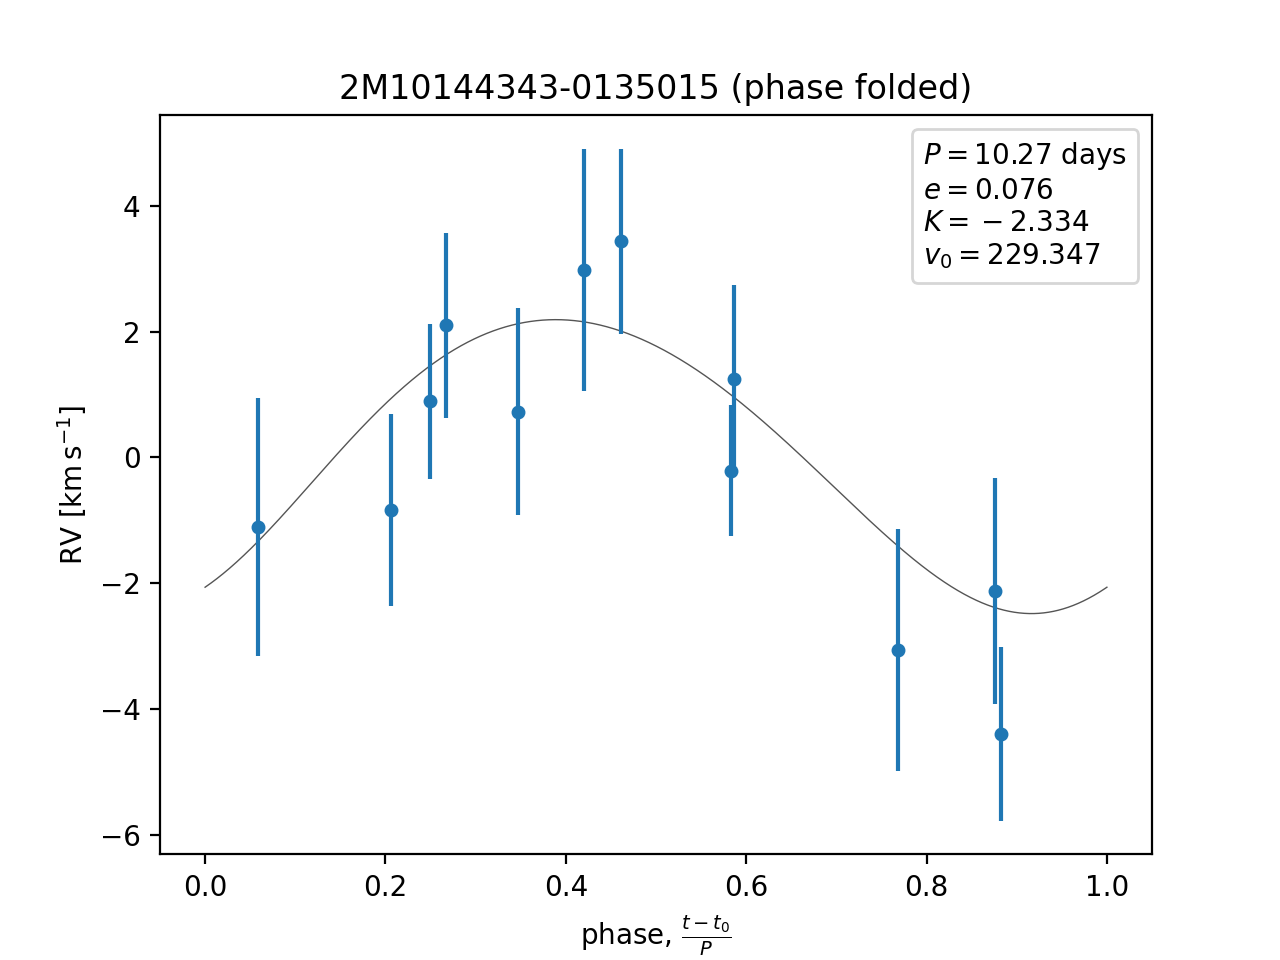 2M10144343-0135015 (phase folded)
P = 10.27 days
e = 0.076
K = −2.334
v₀ = 229.347
RV [km s⁻¹]
4
2
0
−2
−4
−6
0.0 0.2 0.4 0.6 0.8 1.0
phase, (t − t₀)/P